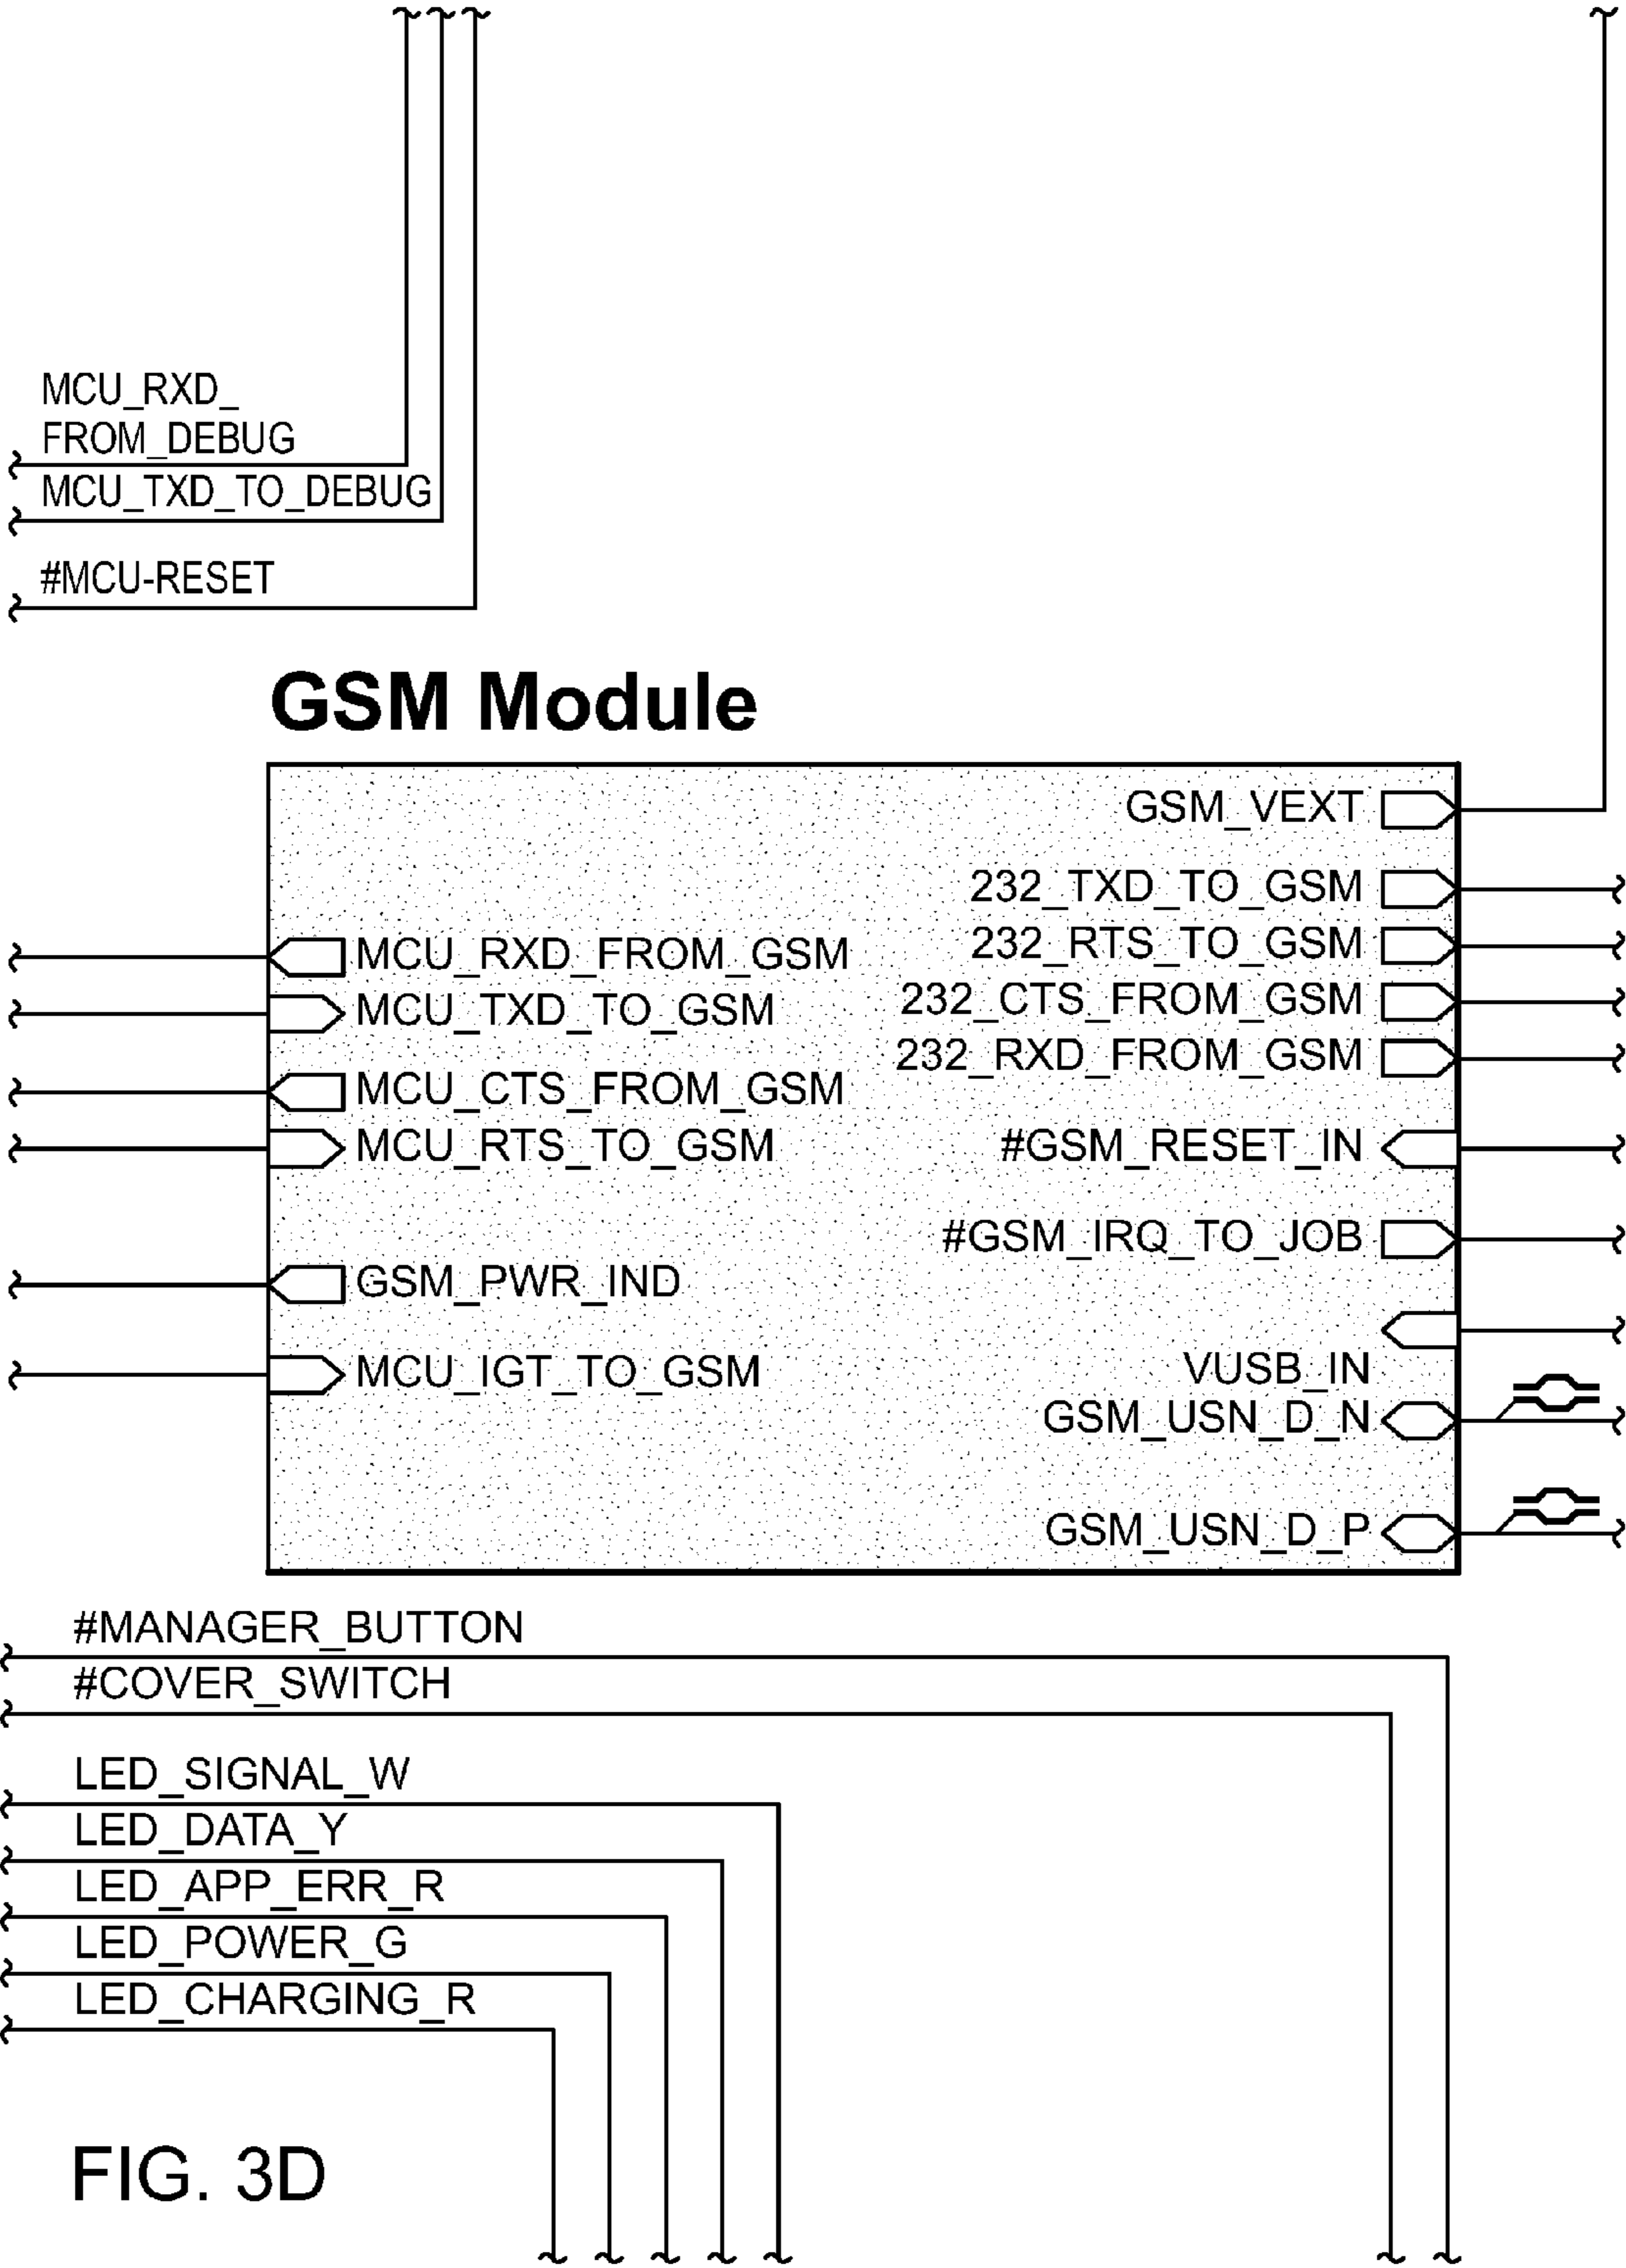 MCU_RXD_
FROM_DEBUG
MCU_TXD_TO_DEBUG
#MCU-RESET
GSM Module
GSM_VEXT
232_TXD_TO_GSM
232_RTS_TO_GSM
232_CTS_FROM_GSM
232_RXD_FROM_GSM
#GSM_RESET_IN
#GSM_IRQ_TO_JOB
VUSB_IN
GSM_USN_D_N
GSM_USN_D_P
MCU_RXD_FROM_GSM
MCU_TXD_TO_GSM
MCU_CTS_FROM_GSM
MCU_RTS_TO_GSM
GSM_PWR_IND
MCU_IGT_TO_GSM
#MANAGER_BUTTON
#COVER_SWITCH
LED_SIGNAL_W
LED_DATA_Y
LED_APP_ERR_R
LED_POWER_G
LED_CHARGING_R
FIG. 3D